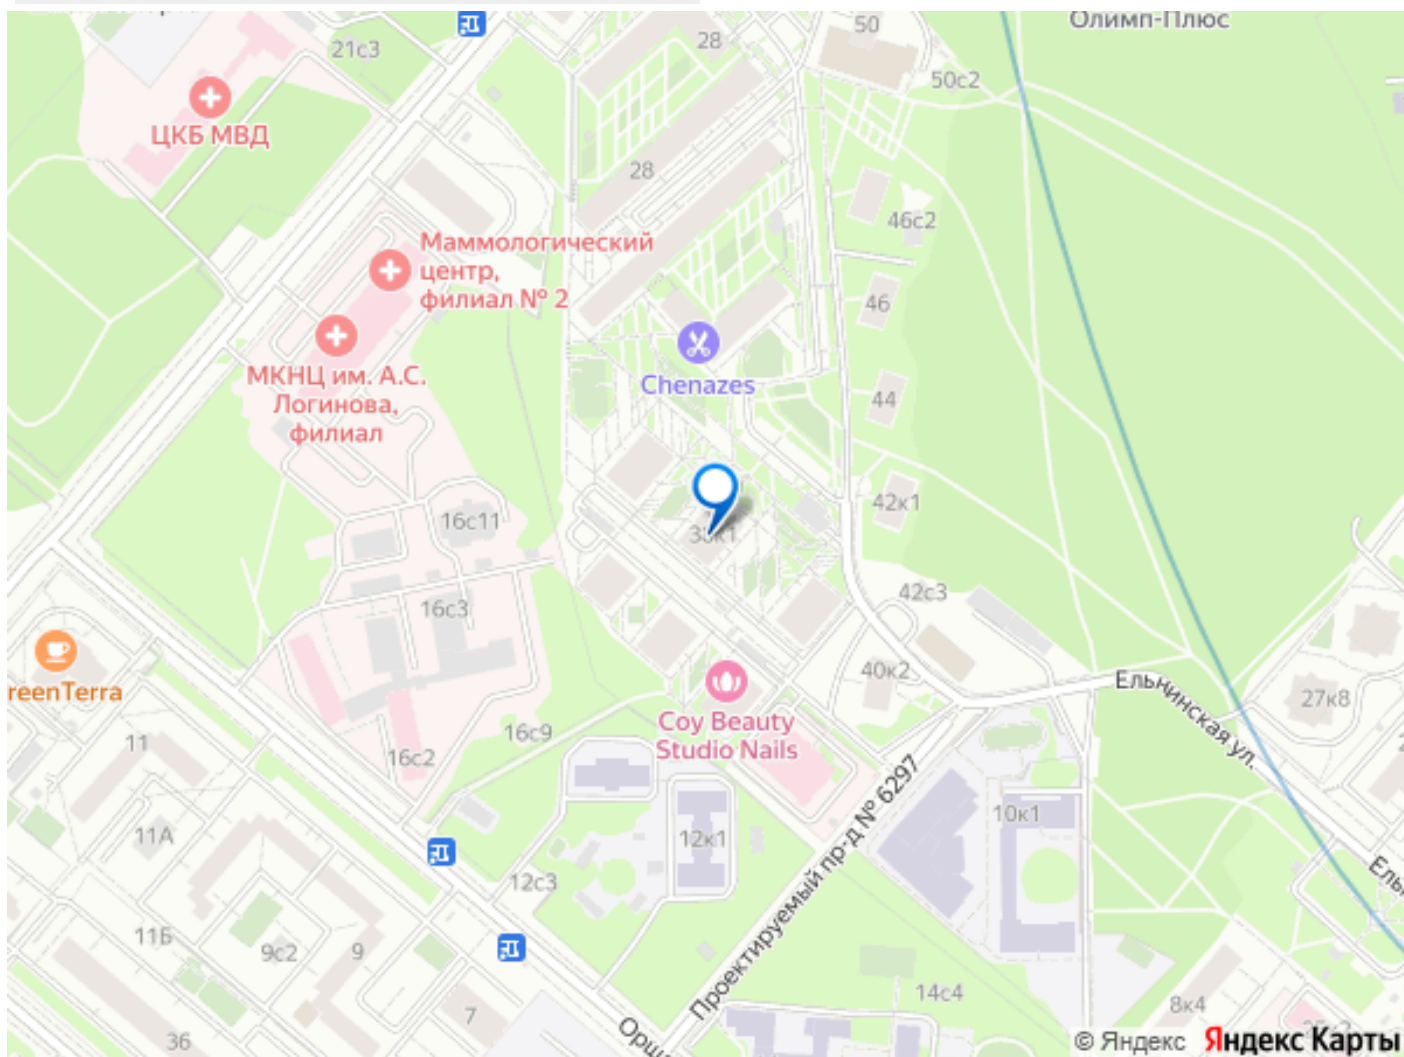 Олимп-Плюс
50
28
21с3
50с2
ЦКБ МВД
28
46с2
Маммологический
центр,
филиал № 2
46
МКНЦ им. А.С.
Логинова,
филиал
Chenazes
44
42к1
16с11
42с3
16с3
40к2
Ельнинская ул.
27к8
reenTerra
Coy Beauty
Studio Nails
16с9
11
16с2
Проектируемый пр-д № 6297
10к1
11А
12к1
12с3
11Б
9с2
9
14с4
8к4
7
36
© Яндекс Яндекс Карты